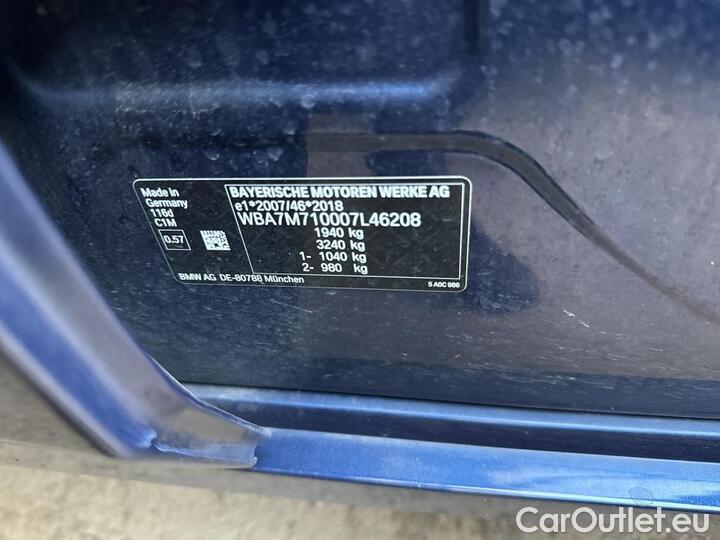 Made in
Germany
116d
C1M
0.57
BAYERISCHE MOTOREN WERKE AG
e1*2007/46*2018
WBA7M710007L46208
1940 kg
3240 kg
1- 1040 kg
2- 980 kg
BMW AG DE-80788 München
5 A0C 986
CarOutlet.eu